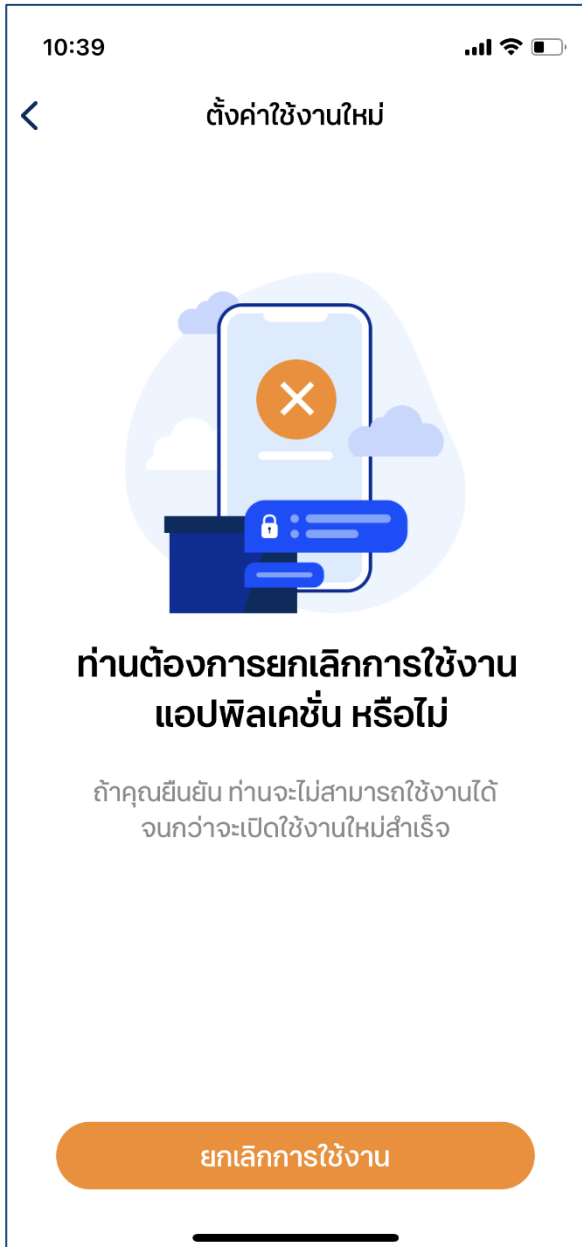 10:39
ตั้งค่าใช้งานใหม่
ท่านต้องการยกเลิกการใช้งาน
แอปพิลเคชั่น หรือไม่
ถ้าคุณยืนยัน ท่านจะไม่สามารถใช้งานได้
จนกว่าจะเปิดใช้งานใหม่สำเร็จ
ยกเลิกการใช้งาน